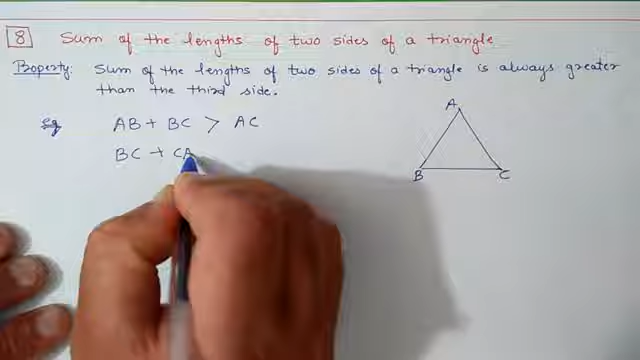 8 Sum of the lengths of two sides of a triangle
Property: Sum of the lengths of two sides of a triangle is always greater
than the third side.
eg AB + BC > AC
BC + CA
A
B C